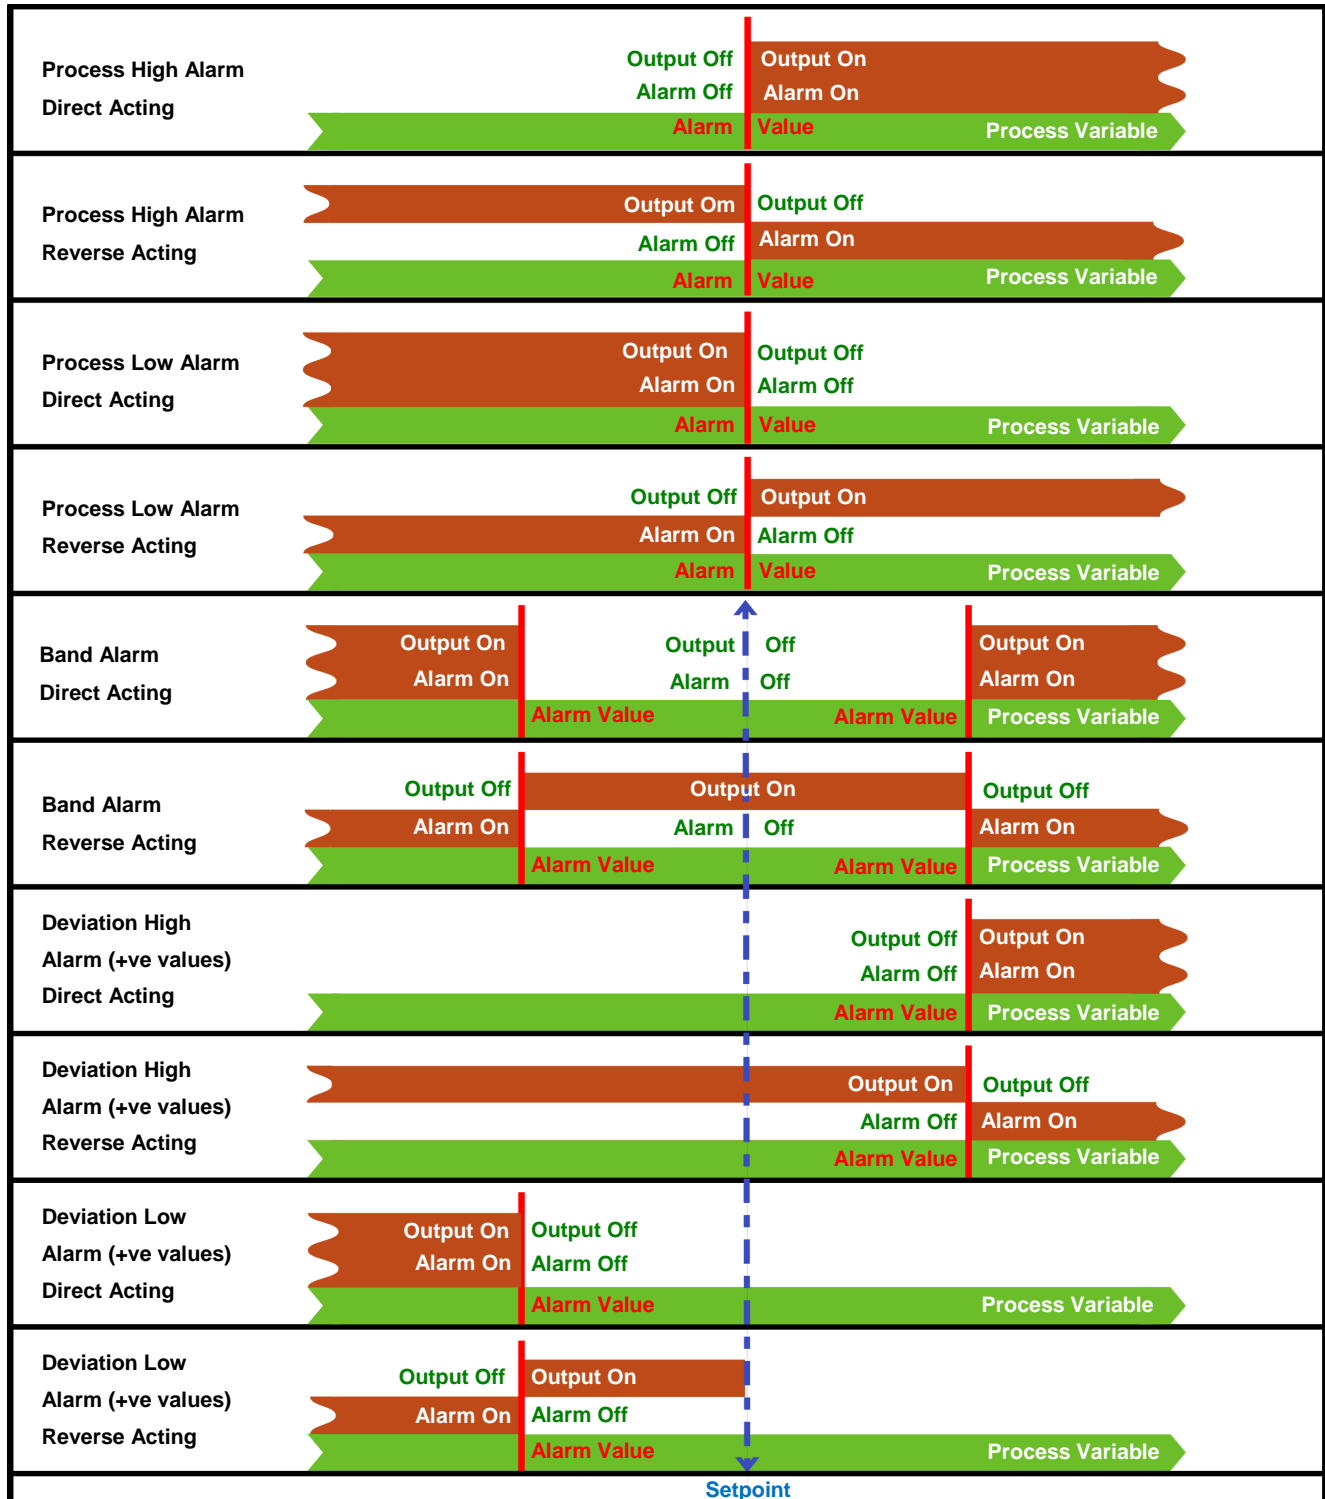 Process High Alarm
Direct Acting
Output Off Output On
Alarm Off Alarm On
Alarm Value Process Variable
Process High Alarm
Reverse Acting
Output Om Output Off
Alarm Off Alarm On
Alarm Value Process Variable
Process Low Alarm
Direct Acting
Output On Output Off
Alarm On Alarm Off
Alarm Value Process Variable
Process Low Alarm
Reverse Acting
Output Off Output On
Alarm On Alarm Off
Alarm Value Process Variable
Band Alarm
Direct Acting
Output On Output Off Output On
Alarm On Alarm Off Alarm On
Alarm Value Alarm Value Process Variable
Band Alarm
Reverse Acting
Output Off Output On Output Off
Alarm On Alarm Off Alarm On
Alarm Value Alarm Value Process Variable
Deviation High
Alarm (+ve values)
Direct Acting
Output Off Output On
Alarm Off Alarm On
Alarm Value Process Variable
Deviation High
Alarm (+ve values)
Reverse Acting
Output On Output Off
Alarm Off Alarm On
Alarm Value Process Variable
Deviation Low
Alarm (+ve values)
Direct Acting
Output On Output Off
Alarm On Alarm Off
Alarm Value Process Variable
Deviation Low
Alarm (+ve values)
Reverse Acting
Output Off Output On
Alarm On Alarm Off
Alarm Value Process Variable
Setpoint